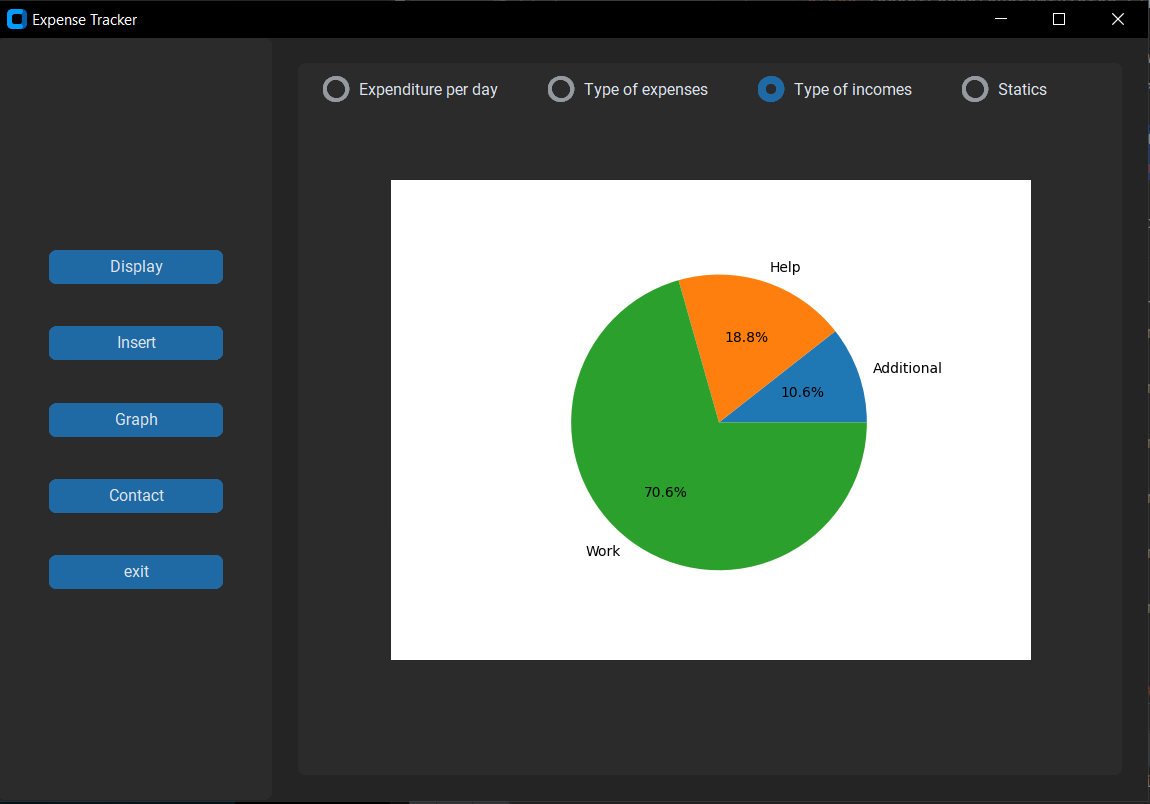 Expense Tracker
Expenditure per day
Type of expenses
Type of incomes
Statics
Display
Insert
Graph
Contact
exit
Help
18.8%
Additional
10.6%
70.6%
Work